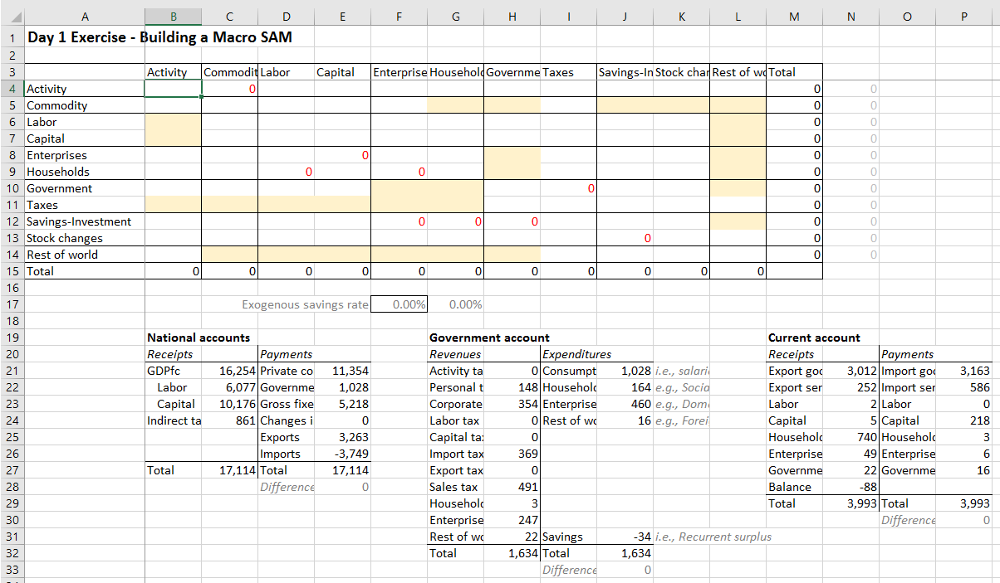 A B C D E F G H I J K L M N O P
1 Day 1 Exercise - Building a Macro SAM
2
3 Activity Commodit Labor Capital Enterprise Househol Governme Taxes Savings-In Stock chan Rest of wo Total
4 Activity 0 0 0
5 Commodity 0 0
6 Labor 0 0
7 Capital 0 0
8 Enterprises 0 0 0
9 Households 0 0 0 0
10 Government 0 0 0
11 Taxes 0 0
12 Savings-Investment 0 0 0 0 0
13 Stock changes 0 0 0
14 Rest of world 0 0
15 Total 0 0 0 0 0 0 0 0 0 0 0
16
17 Exogenous savings rate 0.00% 0.00%
18
19 National accounts Government account Current account
20 Receipts Payments Revenues Expenditures Receipts Payments
21 GDPfc 16,254 Private co 11,354 Activity ta 0 Consumpt 1,028 i.e., salari Export goo 3,012 Import goo 3,163
22 Labor 6,077 Governme 1,028 Personal t 148 Househol 164 e.g., Socia Export ser 252 Import ser 586
23 Capital 10,176 Gross fixe 5,218 Corporate 354 Enterprise 460 e.g., Dom Labor 2 Labor 0
24 Indirect ta 861 Changes i 0 Labor tax 0 Rest of wo 16 e.g., Forei Capital 5 Capital 218
25 Exports 3,263 Capital ta 0 Househol 740 Househol 3
26 Imports -3,749 Import tax 369 Enterprise 49 Enterprise 6
27 Total 17,114 Total 17,114 Export tax 0 Governme 22 Governme 16
28 Difference 0 Sales tax 491 Balance -88
29 Househol 3 Total 3,993 Total 3,993
30 Enterprise 247 Difference 0
31 Rest of wo 22 Savings -34 i.e., Recurrent surplus
32 Total 1,634 Total 1,634
33 Difference 0